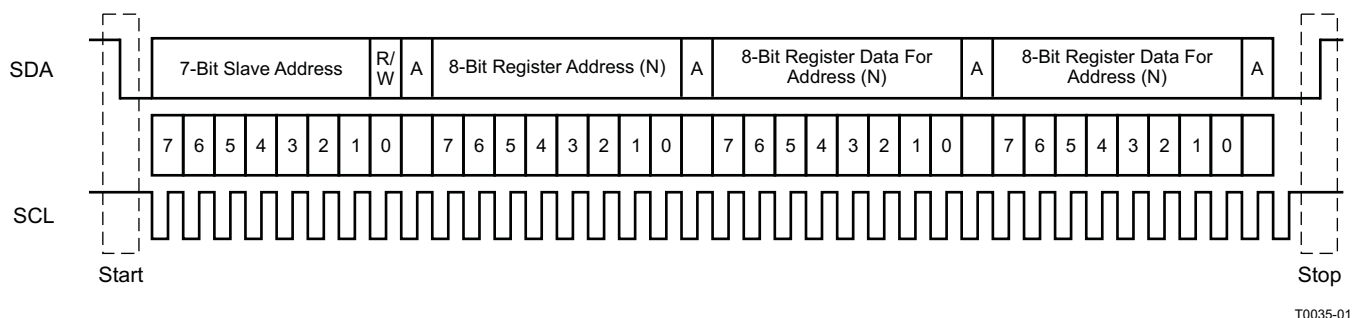 SDA
7-Bit Slave Address
R/
W
A
8-Bit Register Address (N)
A
8-Bit Register Data For
Address (N)
A
8-Bit Register Data For
Address (N)
A
7 6 5 4 3 2 1 0 7 6 5 4 3 2 1 0 7 6 5 4 3 2 1 0 7 6 5 4 3 2 1 0
SCL
Start
Stop
T0035-01